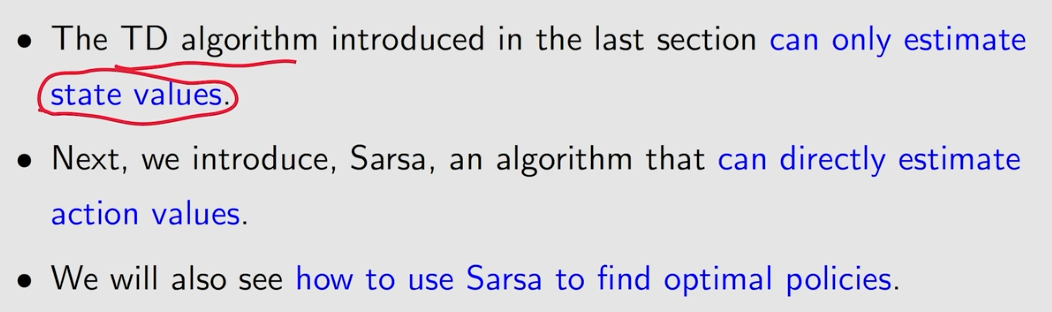 • The TD algorithm introduced in the last section can only estimate
state values.
• Next, we introduce, Sarsa, an algorithm that can directly estimate
action values.
• We will also see how to use Sarsa to find optimal policies.